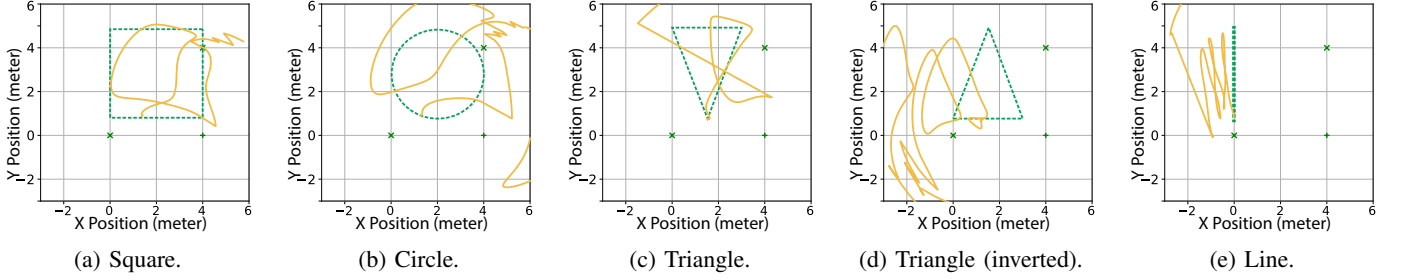 6
4
2
0
−2
Y Position (meter)
−2 0 2 4 6
X Position (meter)
(a) Square.
6
4
2
0
−2
Y Position (meter)
−2 0 2 4 6
X Position (meter)
(b) Circle.
6
4
2
0
−2
Y Position (meter)
−2 0 2 4 6
X Position (meter)
(c) Triangle.
6
4
2
0
−2
Y Position (meter)
−2 0 2 4 6
X Position (meter)
(d) Triangle (inverted).
6
4
2
0
−2
Y Position (meter)
−2 0 2 4 6
X Position (meter)
(e) Line.